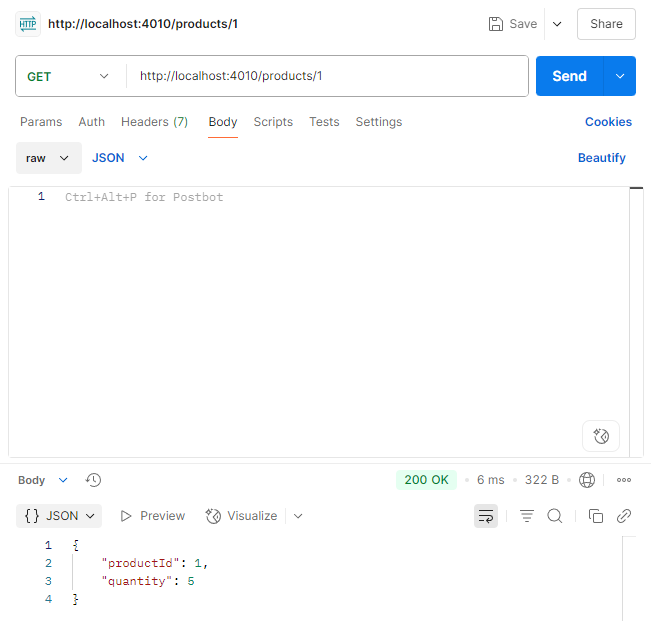 HTTP http://localhost:4010/products/1 Save Share
GET http://localhost:4010/products/1 Send
Params Auth Headers (7) Body Scripts Tests Settings Cookies
raw JSON Beautify
1 Ctrl+Alt+P for Postbot
Body 200 OK • 6 ms • 322 B •
{} JSON Preview Visualize
1 {
2 "productId": 1,
3 "quantity": 5
4 }